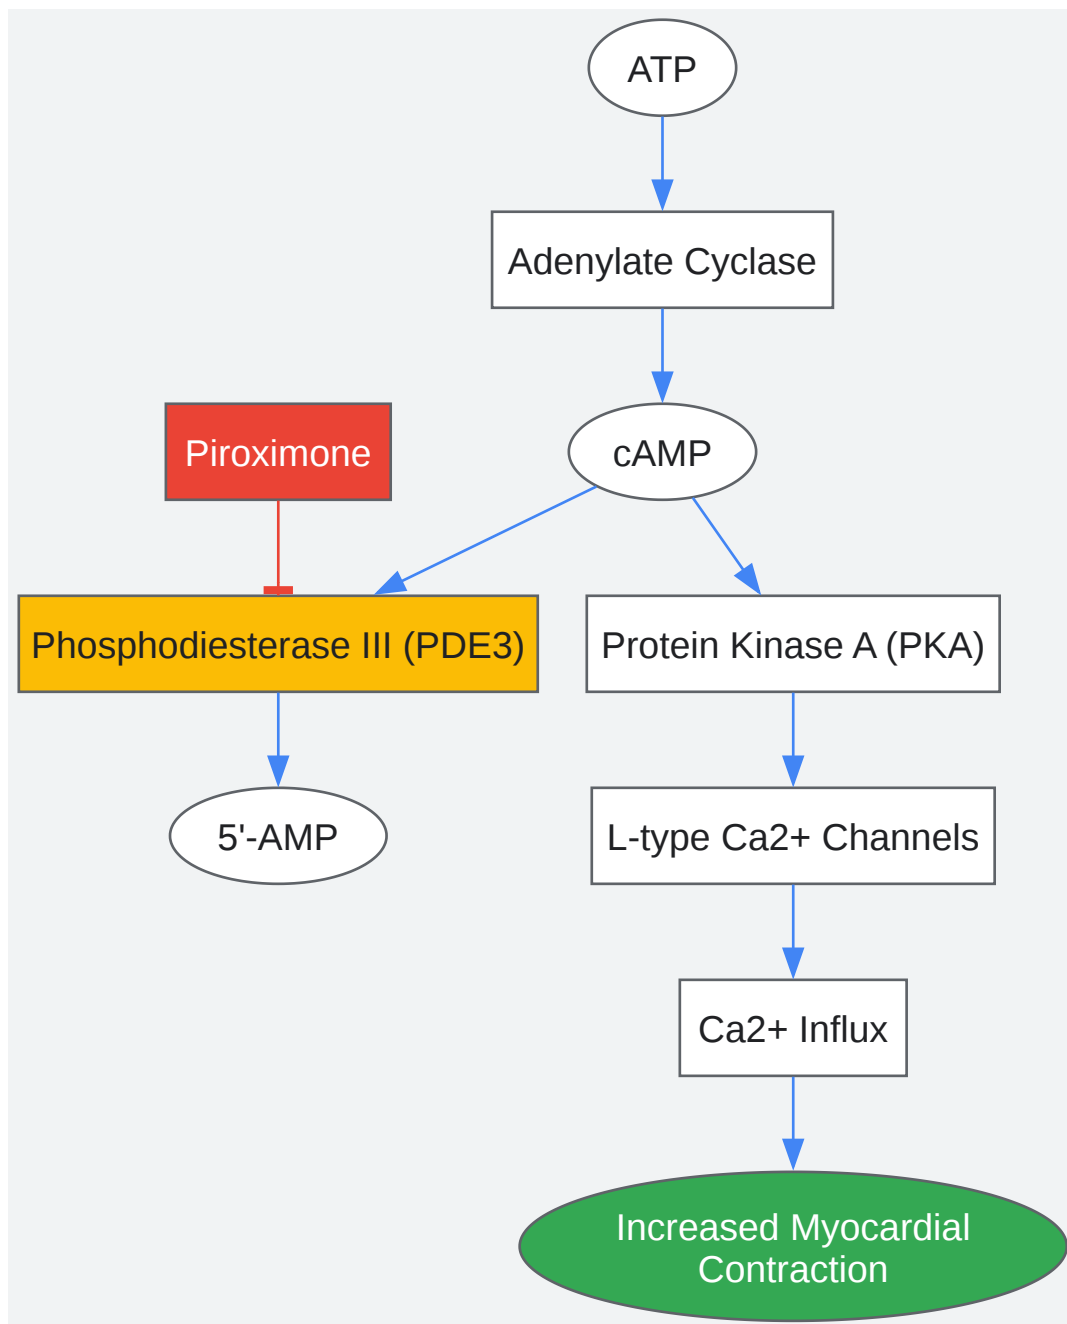 ATP
Adenylate Cyclase
Piroximone
cAMP
Phosphodiesterase III (PDE3)
Protein Kinase A (PKA)
5'-AMP
L-type Ca2+ Channels
Ca2+ Influx
Increased Myocardial
Contraction